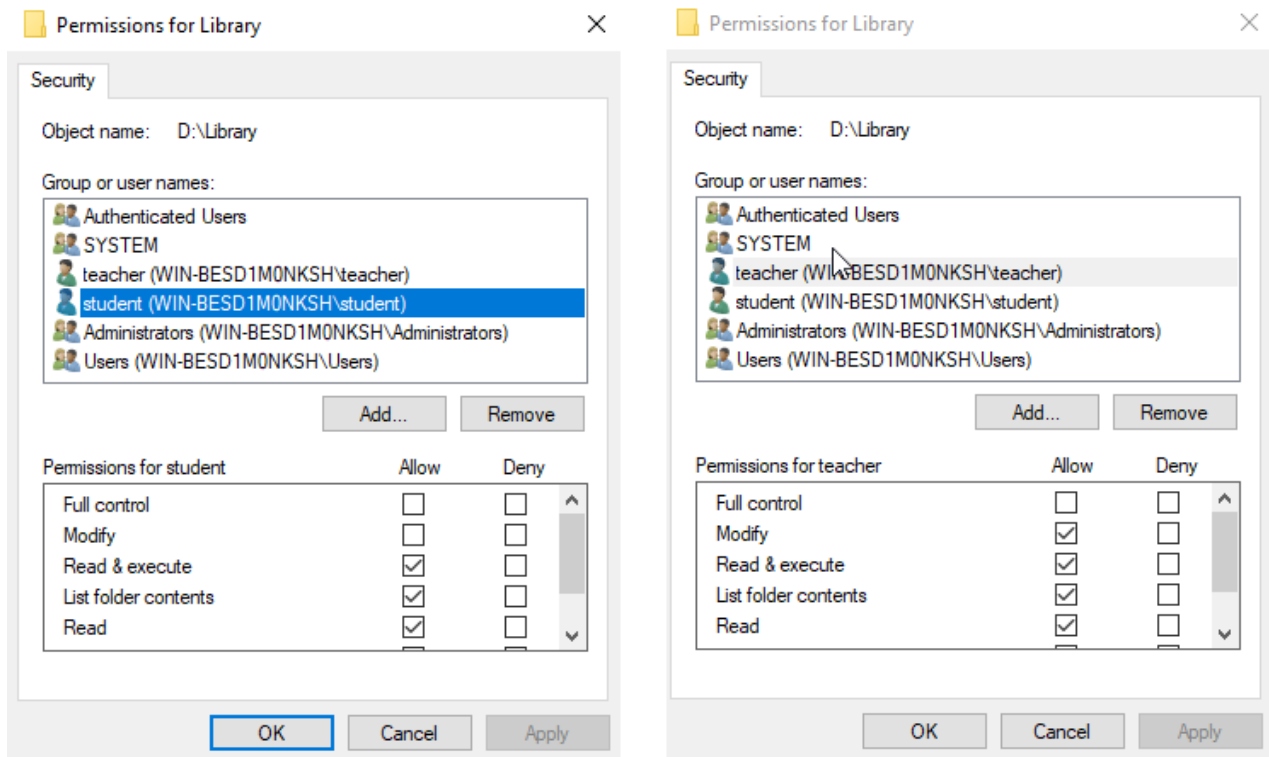 Permissions for Library
Security
Object name: D:\Library
Group or user names:
Authenticated Users
SYSTEM
teacher (WIN-BESD1M0NKSH\teacher)
student (WIN-BESD1M0NKSH\student)
Administrators (WIN-BESD1M0NKSH\Administrators)
Users (WIN-BESD1M0NKSH\Users)
Add... Remove
Permissions for student Allow Deny
Full control
Modify
Read & execute
List folder contents
Read
OK Cancel Apply
Permissions for Library
Security
Object name: D:\Library
Group or user names:
Authenticated Users
SYSTEM
teacher (WIN-BESD1M0NKSH\teacher)
student (WIN-BESD1M0NKSH\student)
Administrators (WIN-BESD1M0NKSH\Administrators)
Users (WIN-BESD1M0NKSH\Users)
Add... Remove
Permissions for teacher Allow Deny
Full control
Modify
Read & execute
List folder contents
Read
OK Cancel Apply